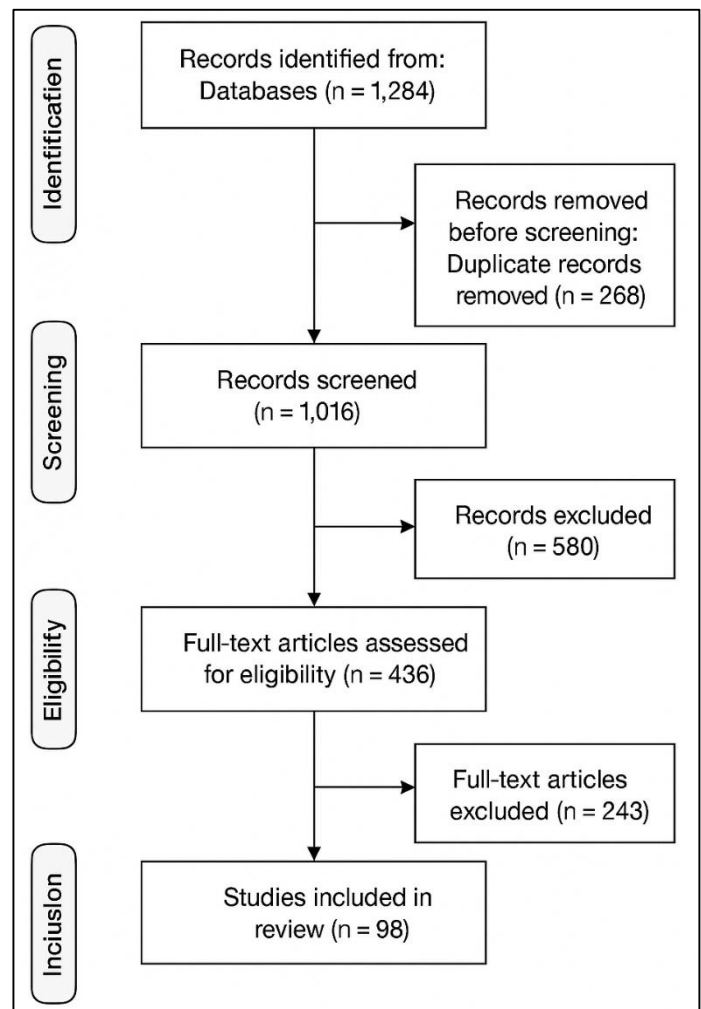 Identification
Records identified from:
Databases (n = 1,284)
Records removed
before screening:
Duplicate records
removed (n = 268)
Screening
Records screened
(n = 1,016)
Records excluded
(n = 580)
Eligibility
Full-text articles assessed
for eligibility (n = 436)
Full-text articles
excluded (n = 243)
Inciuslon
Studies included in
review (n = 98)